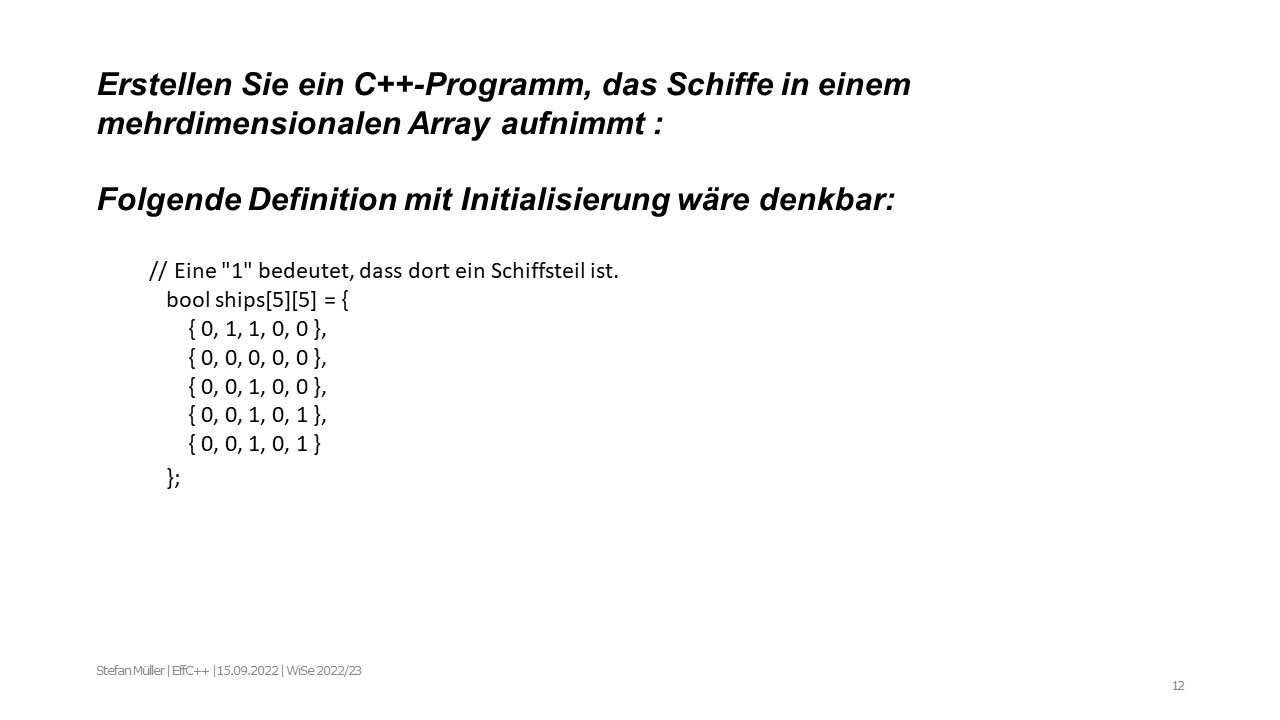 Erstellen Sie ein C++-Programm, das Schiffe in einem
mehrdimensionalen Array aufnimmt :
Folgende Definition mit Initialisierung wäre denkbar:
// Eine "1" bedeutet, dass dort ein Schiffsteil ist.
bool ships[5][5] = {
{ 0, 1, 1, 0, 0 },
{ 0, 0, 0, 0, 0 },
{ 0, 0, 1, 0, 0 },
{ 0, 0, 1, 0, 1 },
{ 0, 0, 1, 0, 1 }
};
Stefan Müller | EffC++ | 15.09.2022 | WiSe 2022/23
12